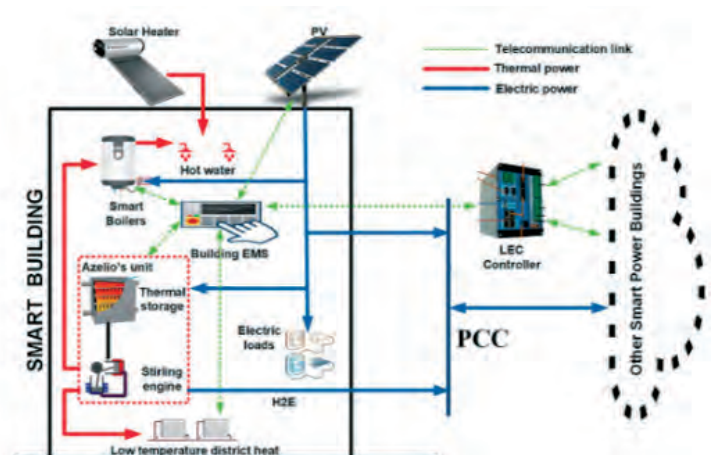 Solar Heater
PV
Telecommunication link
Thermal power
Electric power
Hot water
Smart
Boilers
Building EMS
LEC
Controller
SMART BUILDING
Azelio's unit
Thermal
storage
Electric
loads
PCC
Other Smart Power Buildings
Stirling
engine
H2E
Low temperature district heat